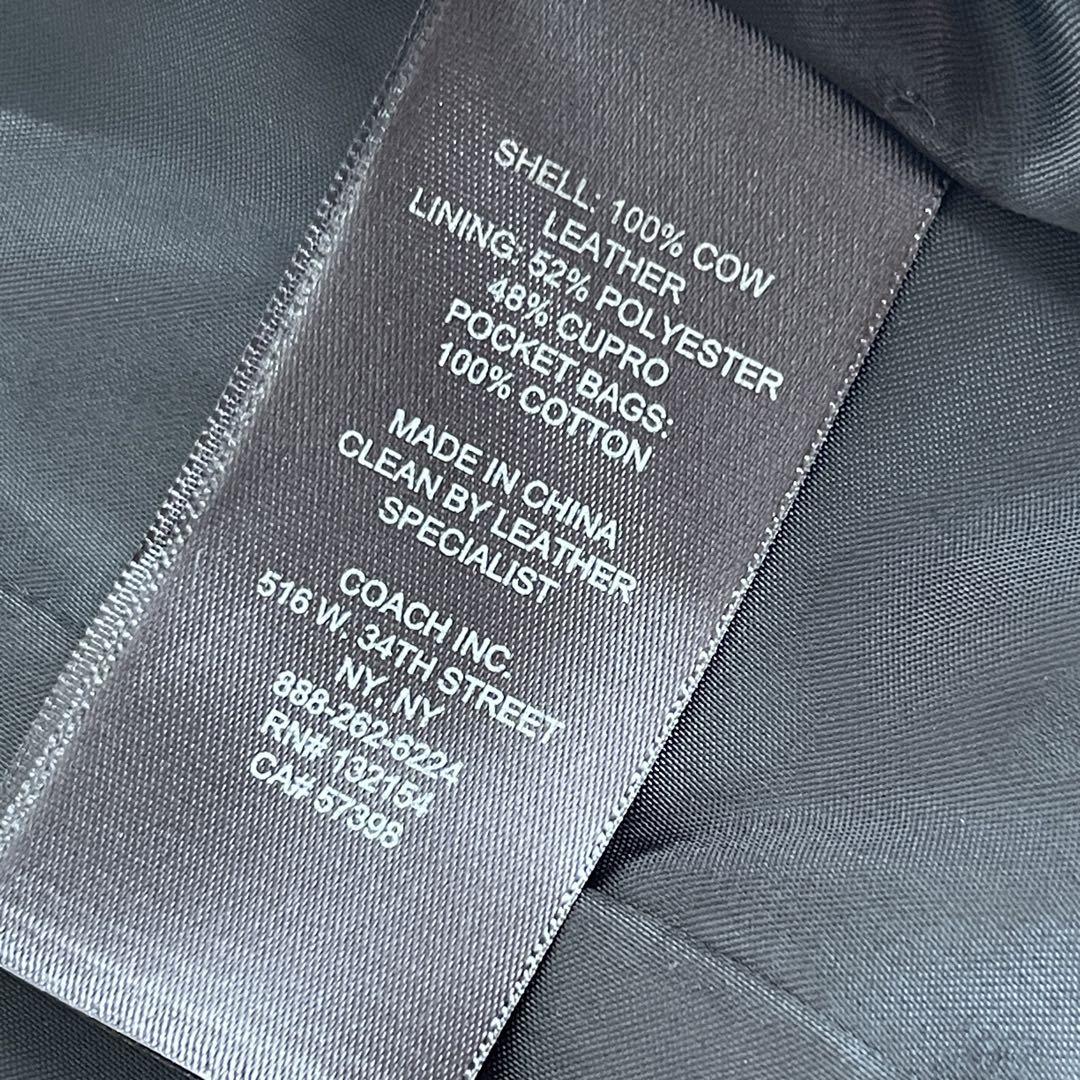 SHELL: 100% COW
LEATHER
LINING: 52% POLYESTER
48% CUPRO
POCKET BAGS:
100% COTTON
MADE IN CHINA
CLEAN BY LEATHER
SPECIALIST
COACH INC.
516 W. 34TH STREET
NY, NY
888-262-6224
RN# 132154
CA# 57398